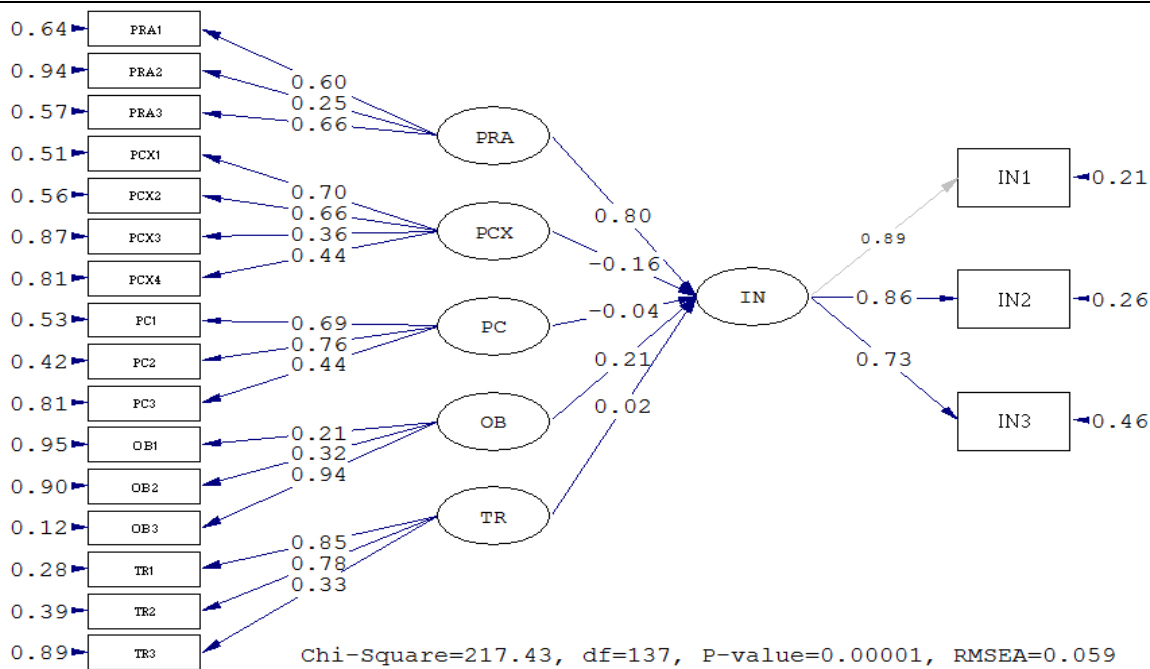 0.64 PRA1
0.94 PRA2
0.57 PRA3
0.51 PCX1
0.56 PCX2
0.87 PCX3
0.81 PCX4
0.53 PC1
0.42 PC2
0.81 PC3
0.95 OB1
0.90 OB2
0.12 OB3
0.28 TR1
0.39 TR2
0.89 TR3
0.60
0.25
0.66
0.70
0.66
0.36
0.44
0.69
0.76
0.44
0.21
0.32
0.94
0.85
0.78
0.33
PRA
PCX
PC
OB
TR
0.80
-0.16
-0.04
0.21
0.02
IN
0.89
0.86
0.73
IN1 0.21
IN2 0.26
IN3 0.46
Chi-Square=217.43, df=137, P-value=0.00001, RMSEA=0.059